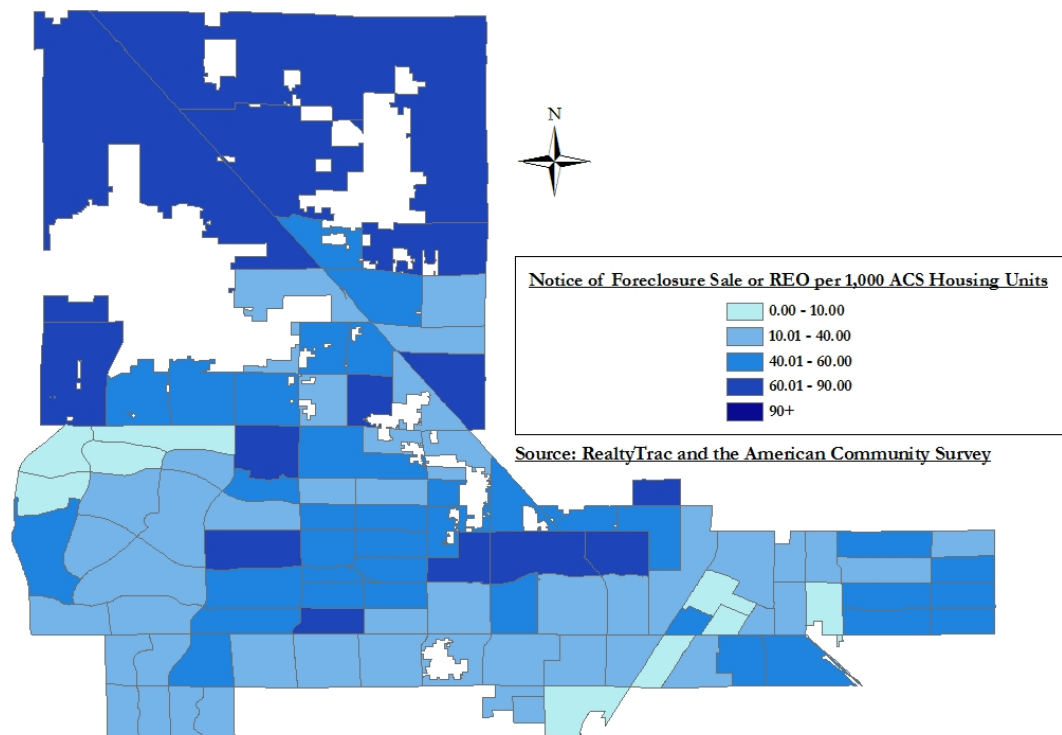 N
Notice of Foreclosure Sale or REO per 1,000 ACS Housing Units
0.00 - 10.00
10.01 - 40.00
40.01 - 60.00
60.01 - 90.00
90+
Source: RealtyTrac and the American Community Survey